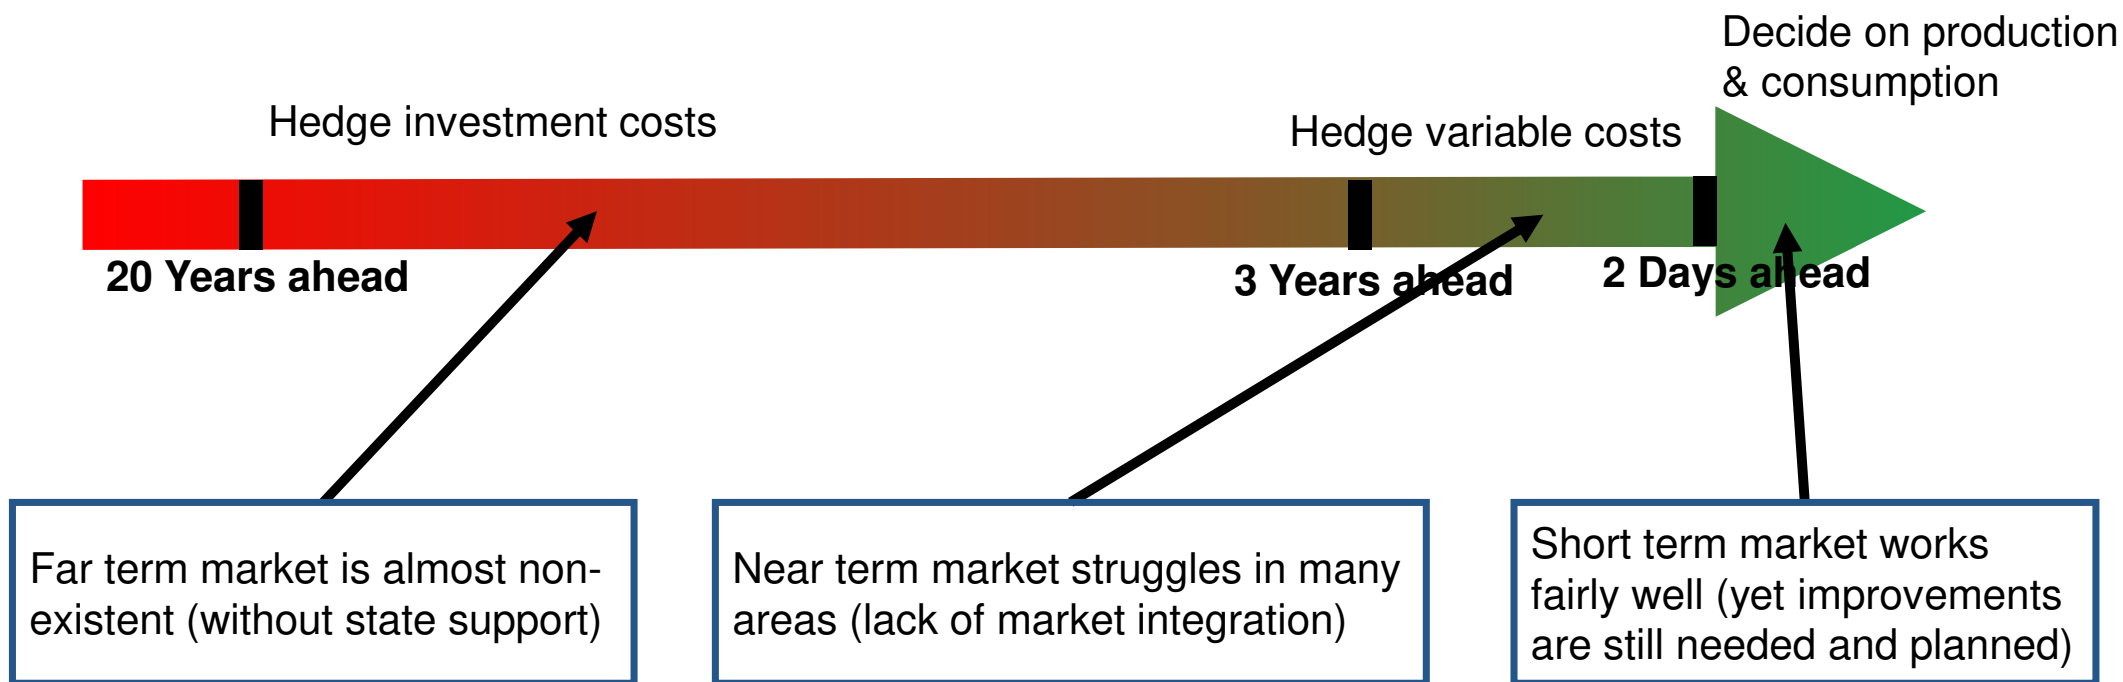 Decide on production
& consumption
Hedge investment costs
Hedge variable costs
20 Years ahead
3 Years ahead
2 Days ahead
Far term market is almost non-
existent (without state support)
Near term market struggles in many
areas (lack of market integration)
Short term market works
fairly well (yet improvements
are still needed and planned)